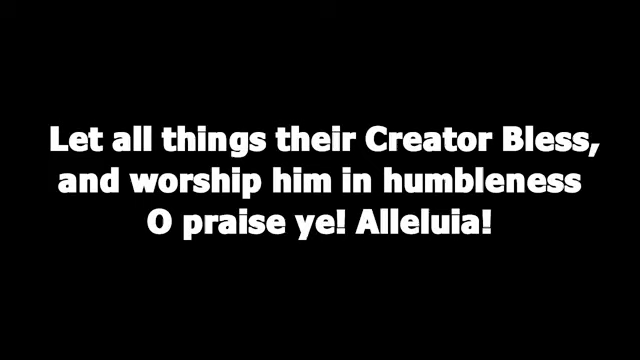 Let all things their Creator Bless,
and worship him in humbleness
O praise ye! Alleluia!